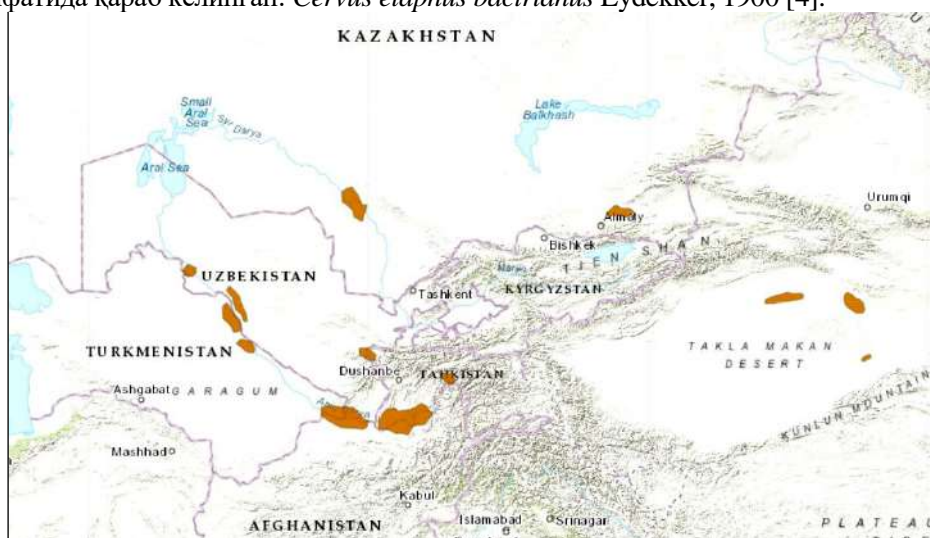 фатида қараб келинган. Cervus elaphus bactrianus Lydekker, 1900 [4].
KAZAKHSTAN
Small
Aral
Sea
Syr Darya
Lake
Balkhash
Aral Sea
Urumqi
Almaty
Bishkek
TIEN SHAN
UZBEKISTAN
Naryn
KYRGYZSTAN
Tashkent
TURKMENISTAN
TAKLA MAKAN
DESERT
Dushanbe
TAJIKISTAN
Ashgabat
GARAGUM
KUNLUN MOUNTAIN
Mashhad
Kabul
AFGHANISTAN
Islamabad
Srinagar
PLATEAU